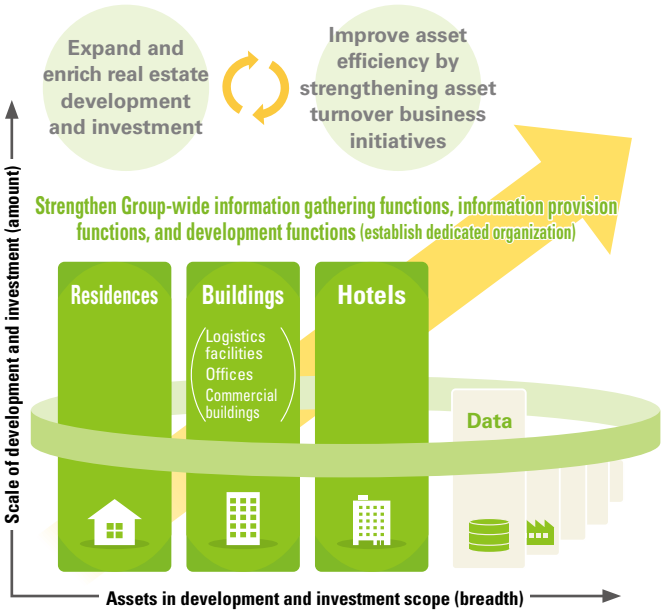 Expand and
enrich real estate
development
and investment
Improve asset
efficiency by
strengthening asset
turnover business
initiatives
Strengthen Group-wide information gathering functions, information provision
functions, and development functions (establish dedicated organization)
Residences
Buildings
Logistics
facilities
Offices
Commercial
buildings
Hotels
Data
Scale of development and investment (amount)
Assets in development and investment scope (breadth)